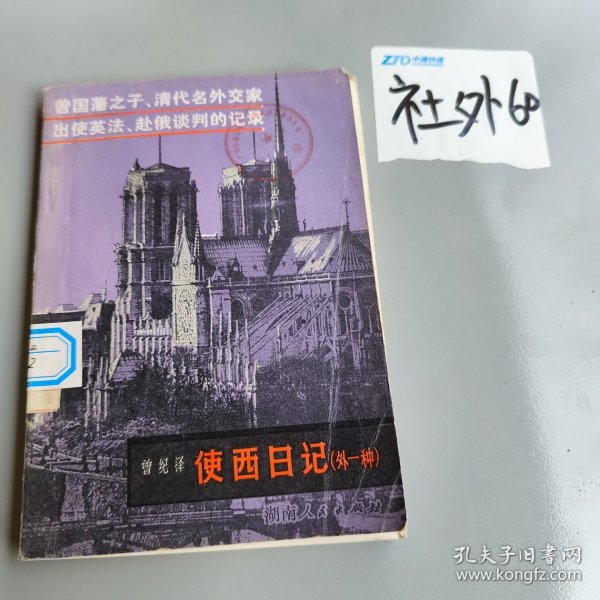 曾国藩之子、清代名外交家
出使英法、赴俄谈判的记录
ZTO 中通快递
社外60
2
曾纪泽 使西日记(外一种)
湖南人民出版社
孔夫子旧书网
www.kongfz.com